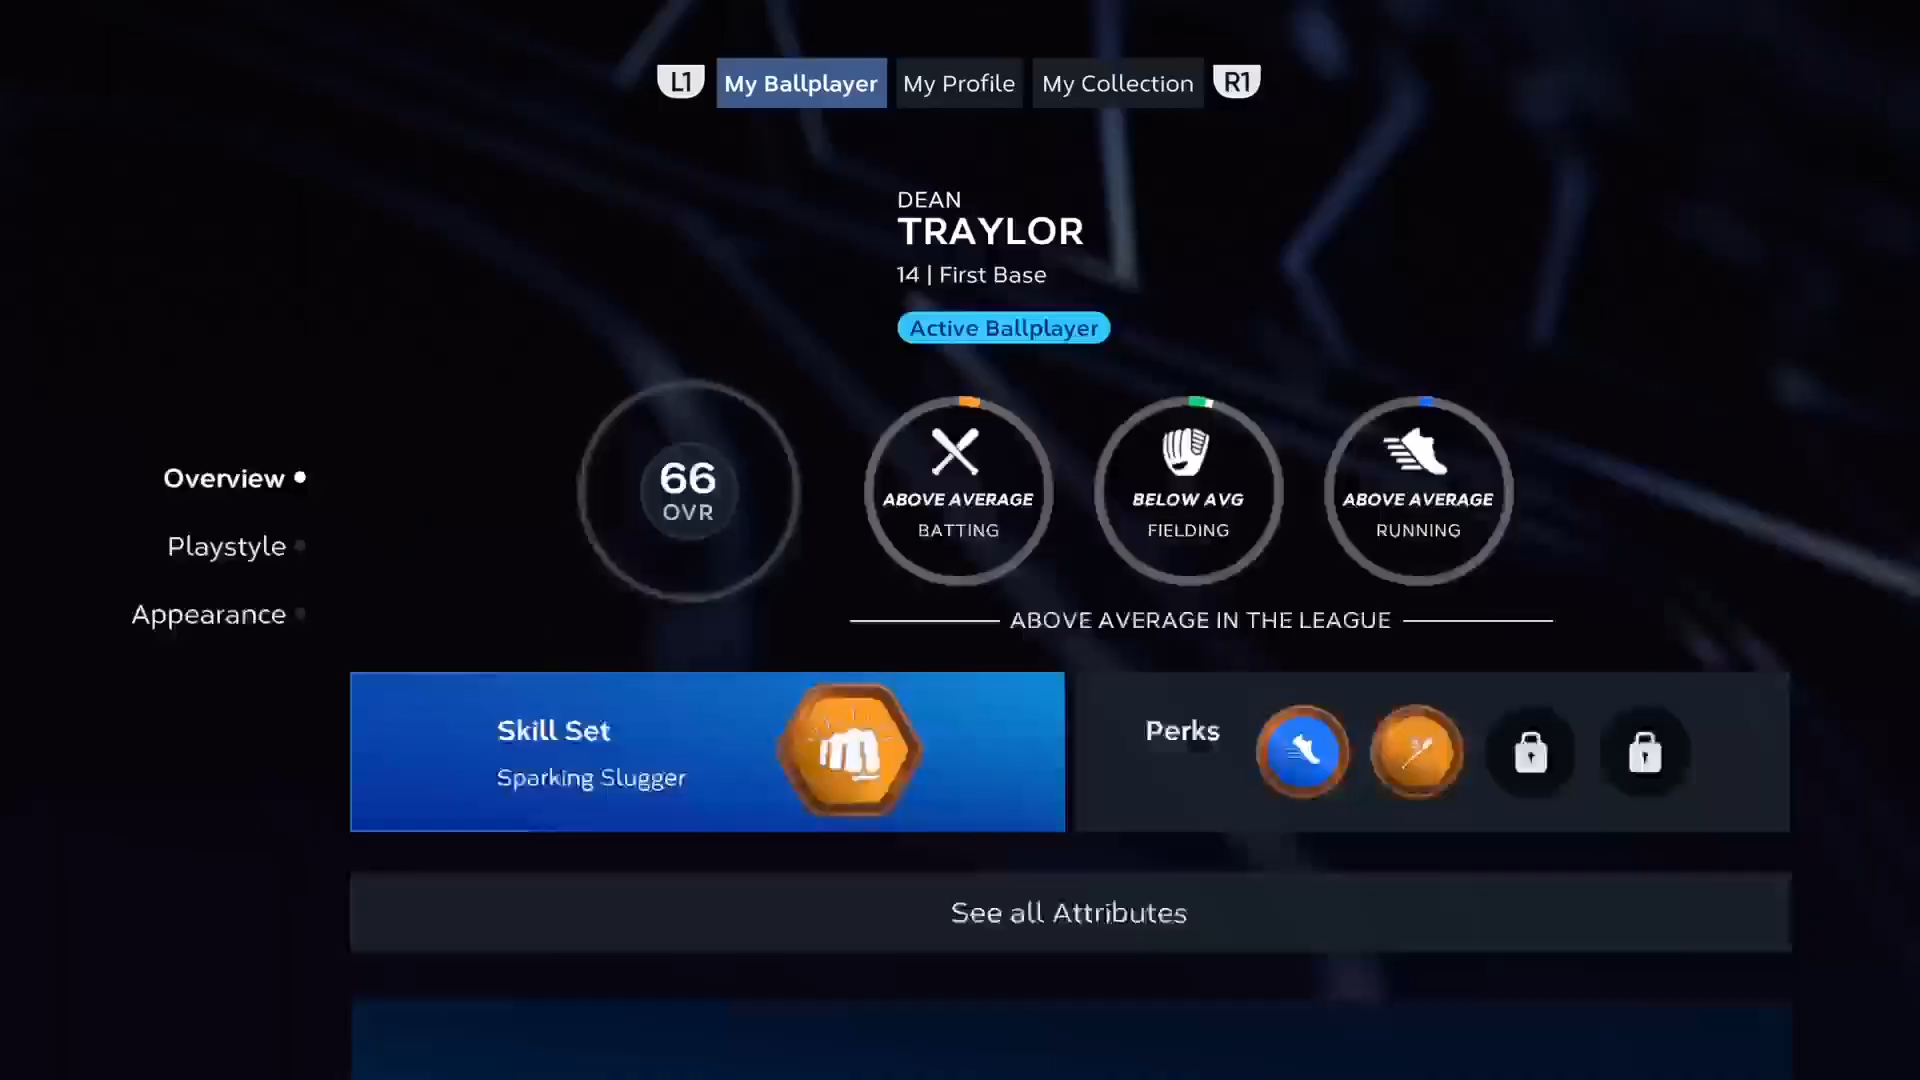 L1 My Ballplayer My Profile My Collection R1
DEAN
TRAYLOR
14 | First Base
Active Ballplayer
Overview
Playstyle
Appearance
66
OVR
ABOVE AVERAGE
BATTING
BELOW AVG
FIELDING
ABOVE AVERAGE
RUNNING
ABOVE AVERAGE IN THE LEAGUE
Skill Set
Sparking Slugger
Perks
See all Attributes